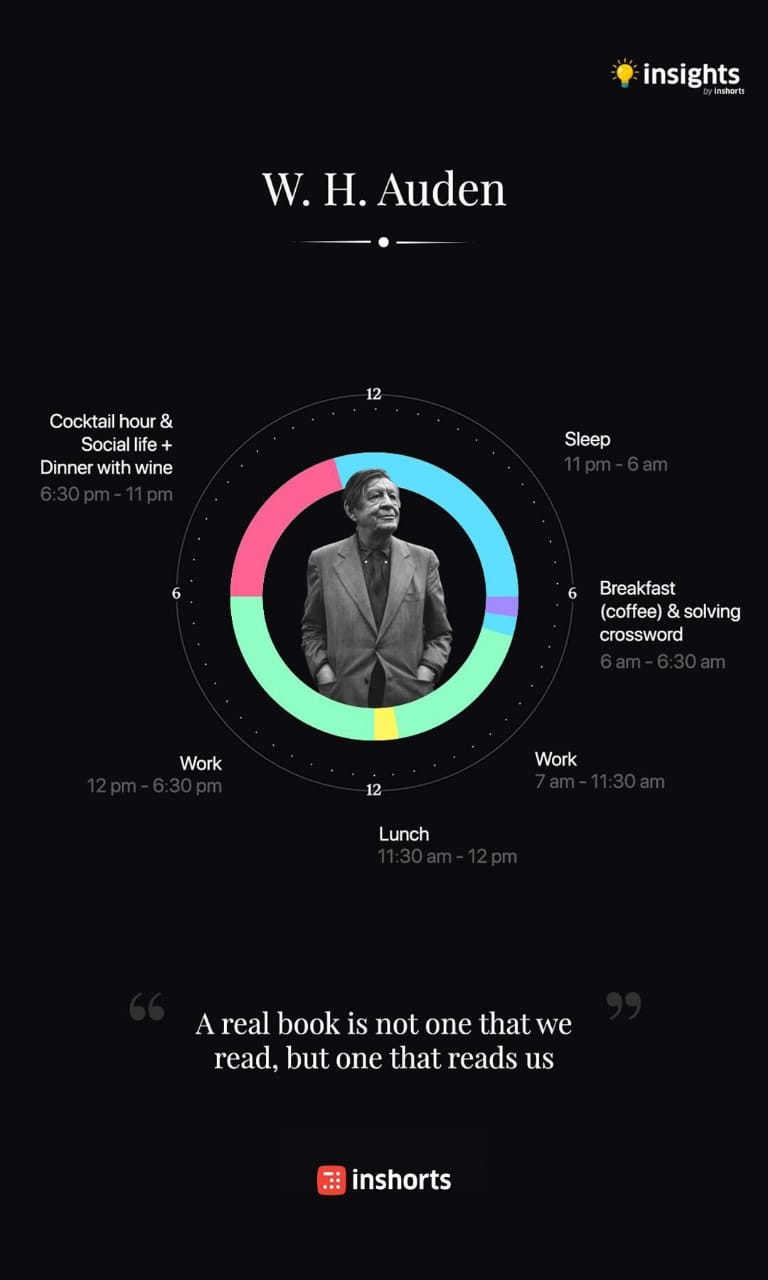 insights
by inshorts
W. H. Auden
12
Cocktail hour &
Social life +
Dinner with wine
6:30 pm - 11 pm
Sleep
11 pm - 6 am
6
6
Breakfast
(coffee) & solving
crossword
6 am - 6:30 am
Work
12 pm - 6:30 pm
Work
7 am - 11:30 am
12
Lunch
11:30 am - 12 pm
“ A real book is not one that we ”
read, but one that reads us
inshorts